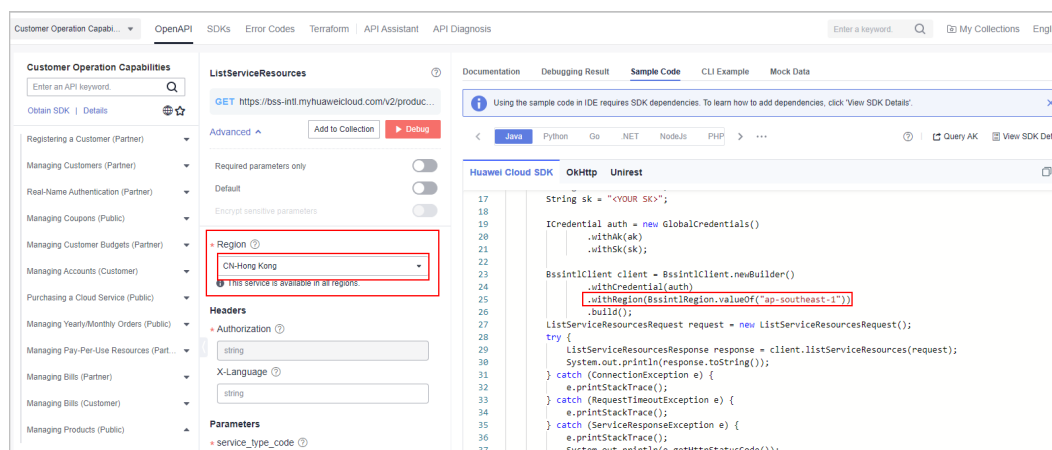 Customer Operation Capabi...
OpenAPI
SDKs
Error Codes
Terraform
API Assistant
API Diagnosis
Enter a keyword.
My Collections
Engl
Customer Operation Capabilities
Enter an API keyword.
Obtain SDK | Details
Registering a Customer (Partner)
Managing Customers (Partner)
Real-Name Authentication (Partner)
Managing Coupons (Public)
Managing Customer Budgets (Partner)
Managing Accounts (Customer)
Purchasing a Cloud Service (Public)
Managing Yearly/Monthly Orders (Public)
Managing Pay-Per-Use Resources (Part...
Managing Bills (Partner)
Managing Bills (Customer)
Managing Products (Public)
ListServiceResources
GET https://bss-intl.myhuaweicloud.com/v2/produc...
Advanced
Add to Collection
Debug
Required parameters only
Default
Encrypt sensitive parameters
* Region
CN-Hong Kong
This service is available in all regions.
Headers
* Authorization
string
X-Language
string
Parameters
* service_type_code
Documentation
Debugging Result
Sample Code
CLI Example
Mock Data
Using the sample code in IDE requires SDK dependencies. To learn how to add dependencies, click 'View SDK Details'.
Java
Python
Go
.NET
NodeJs
PHP
Query AK
View SDK Det
Huawei Cloud SDK
OkHttp
Unirest
17 String sk = "<YOUR SK>";
18
19 ICredential auth = new GlobalCredentials()
20 .withAk(ak)
21 .withSk(sk);
22
23 BssintlClient client = BssintlClient.newBuilder()
24 .withCredential(auth)
25 .withRegion(BssintlRegion.valueOf("ap-southeast-1"))
26 .build();
27 ListServiceResourcesRequest request = new ListServiceResourcesRequest();
28 try {
29 ListServiceResourcesResponse response = client.listServiceResources(request);
30 System.out.println(response.toString());
31 } catch (ConnectionException e) {
32 e.printStackTrace();
33 } catch (RequestTimeoutException e) {
34 e.printStackTrace();
35 } catch (ServiceResponseException e) {
36 e.printStackTrace();
37 System.out.println(e.getHttpStatusCode());